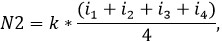 N2 = k * (i₁ + i₂ + i₃ + i₄) / 4,